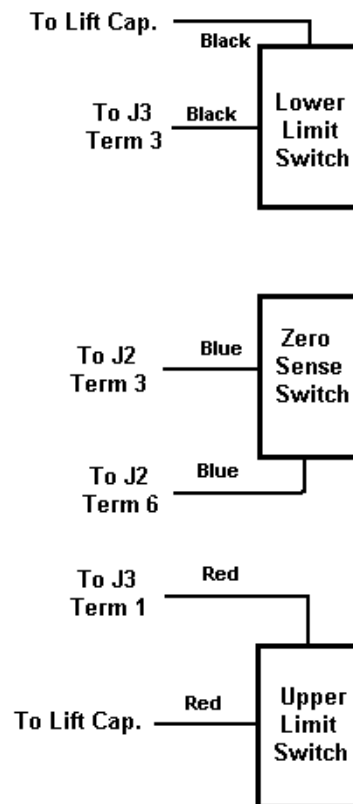 To Lift Cap.
Black
Lower
Limit
Switch
To J3
Term 3
Black
Zero
Sense
Switch
To J2
Term 3
Blue
To J2
Term 6
Blue
To J3
Term 1
Red
Upper
Limit
Switch
To Lift Cap.
Red